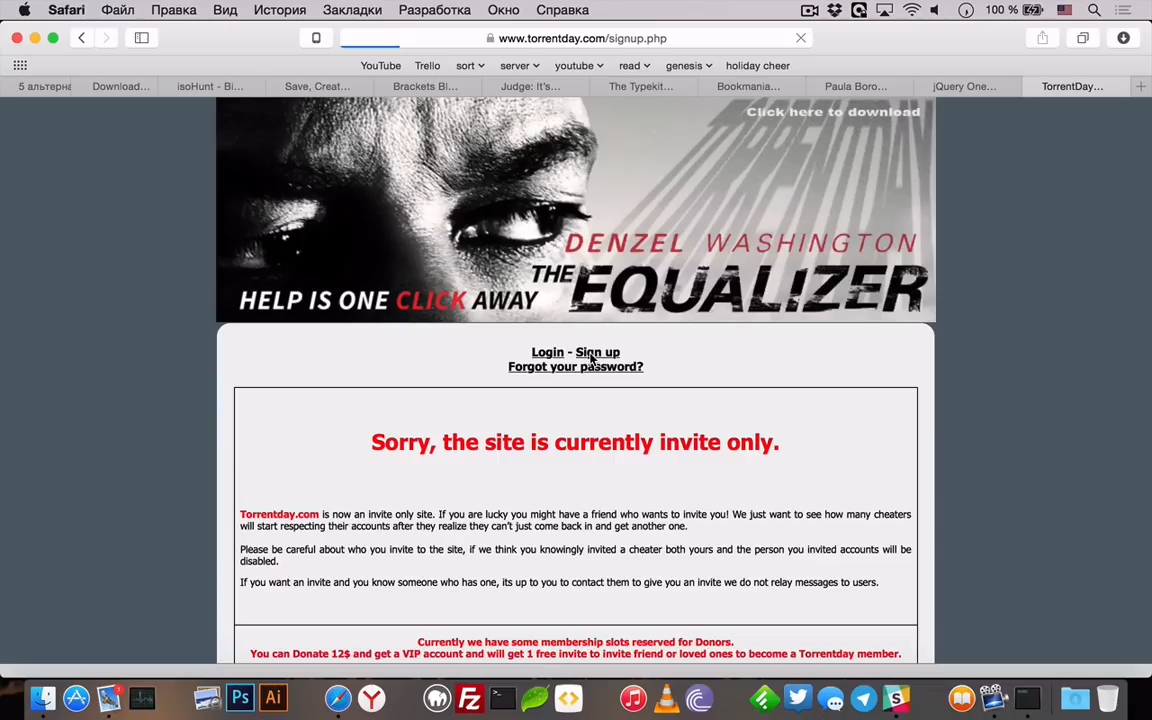 Safari Файл Правка Вид История Закладки Разработка Окно Справка 100 %
www.torrentday.com/signup.php
YouTube Trello sort server youtube read genesis holiday cheer
5 альтерна Download... isoHunt - Bi... Save, Creat... Brackets Bl... Judge: It's... The Typekit... Bookmania... Paula Boro... jQuery One... TorrentDay...
Click here to download
TORRENTDAY
DENZEL WASHINGTON
THE EQUALIZER
HELP IS ONE CLICK AWAY
Login - Sign up
Forgot your password?
Sorry, the site is currently invite only.
Torrentday.com is now an invite only site. If you are lucky you might have a friend who wants to invite you! We just want to see how many cheaters
will start respecting their accounts after they realize they can't just come back in and get another one.
Please be careful about who you invite to the site, if we think you knowingly invited a cheater both yours and the person you invited accounts will be
disabled.
If you want an invite and you know someone who has one, its up to you to contact them to give you an invite we do not relay messages to users.
Currently we have some membership slots reserved for Donors.
You can Donate 12$ and get a VIP account and will get 1 free invite to invite friend or loved ones to become a Torrentday member.
Ps Ai